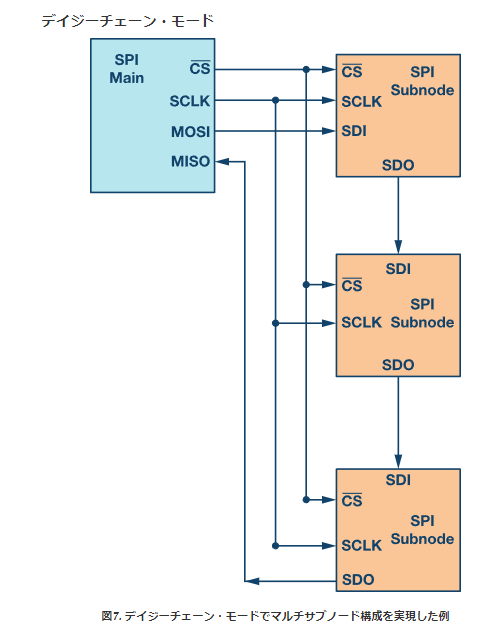 デイジーチェーン・モード
SPI
Main
CS
SCLK
MOSI
MISO
CS
SPI
Subnode
SCLK
SDI
SDO
SDI
CS
SPI
Subnode
SCLK
SDO
SDI
CS
SPI
Subnode
SCLK
SDO
図7. デイジーチェーン・モードでマルチサブノード構成を実現した例